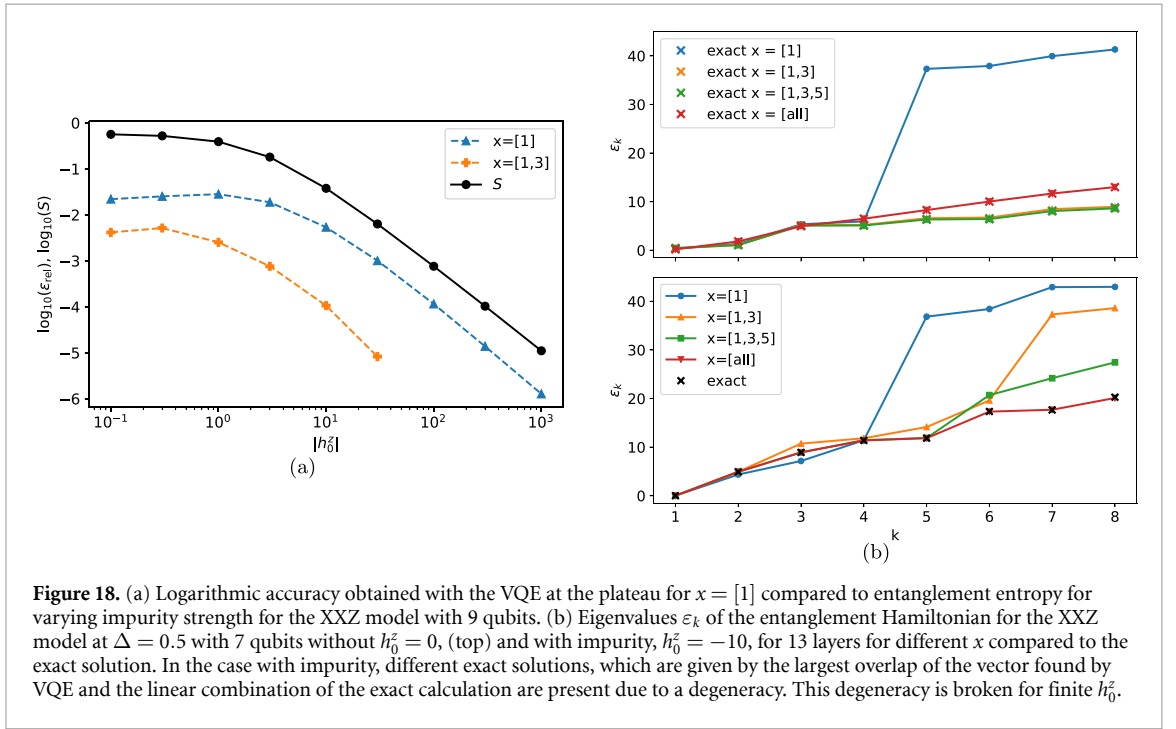 0
−1
−2
−3
−4
−5
−6
log₁₀(ε_rel), log₁₀(S)
x=[1]
x=[1,3]
S
10⁻¹
10⁰
10¹
10²
10³
|h₀ᶻ|
(a)
exact x = [1]
exact x = [1,3]
exact x = [1,3,5]
exact x = [all]
40
30
20
10
0
ε_k
x=[1]
x=[1,3]
x=[1,3,5]
x=[all]
exact
40
30
20
10
0
ε_k
1
2
3
4
5
6
7
8
k
(b)
Figure 18. (a) Logarithmic accuracy obtained with the VQE at the plateau for x = [1] compared to entanglement entropy for
varying impurity strength for the XXZ model with 9 qubits. (b) Eigenvalues ε_k of the entanglement Hamiltonian for the XXZ
model at Δ = 0.5 with 7 qubits without h₀ᶻ = 0, (top) and with impurity, h₀ᶻ = −10, for 13 layers for different x compared to the
exact solution. In the case with impurity, different exact solutions, which are given by the largest overlap of the vector found by
VQE and the linear combination of the exact calculation are present due to a degeneracy. This degeneracy is broken for finite h₀ᶻ.